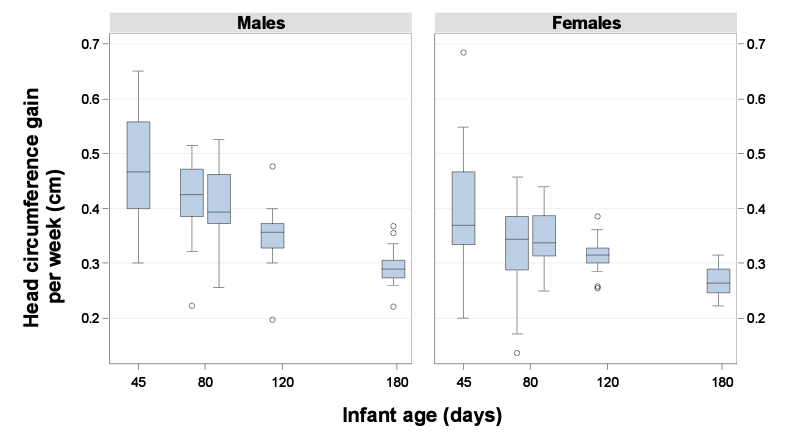 Males
Females
0.7
0.6
0.5
0.4
0.3
0.2
0.7
0.6
0.5
0.4
0.3
0.2
Head circumference gain
per week (cm)
45 80 120 180
45 80 120 180
Infant age (days)